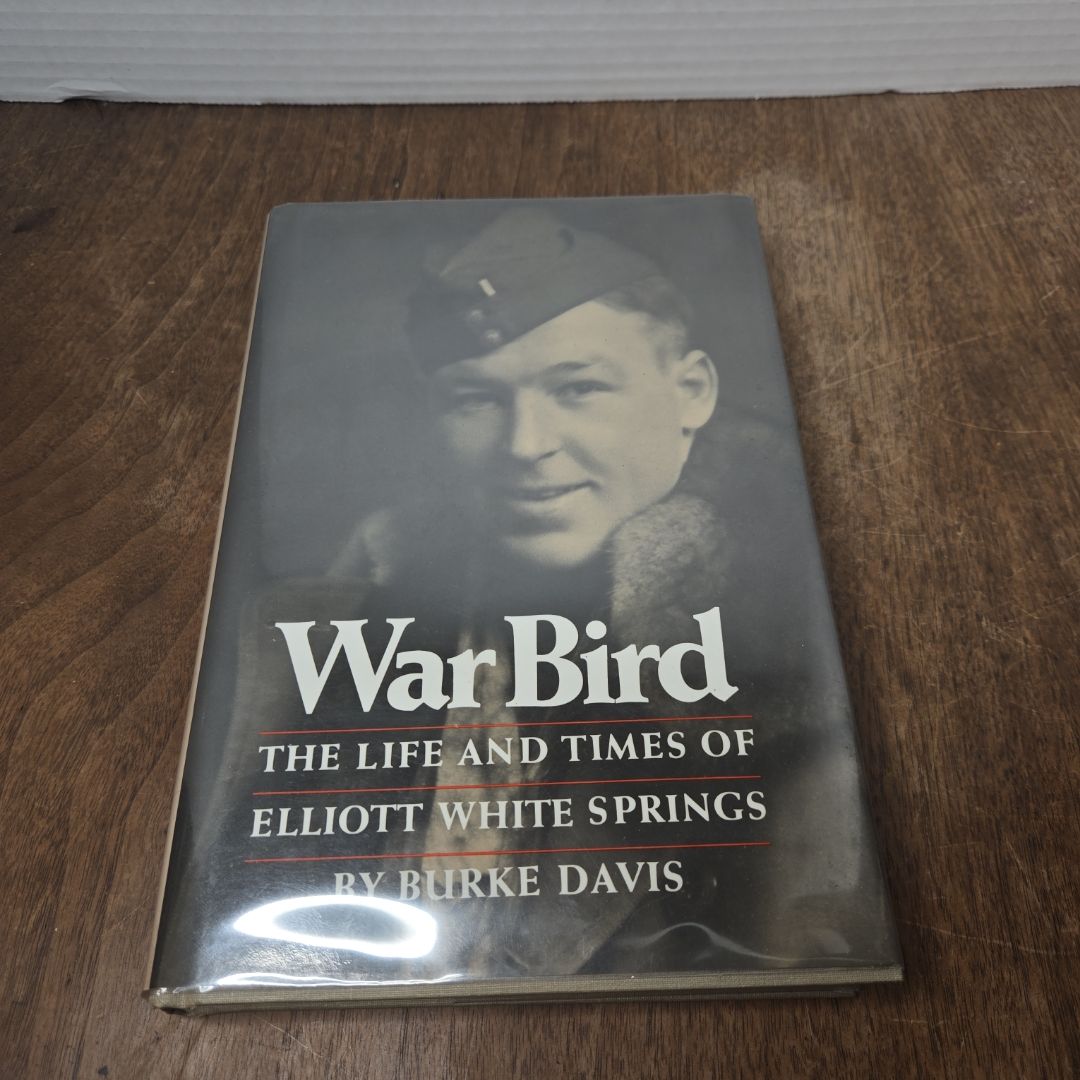 War Bird
THE LIFE AND TIMES OF
ELLIOTT WHITE SPRINGS
BY BURKE DAVIS